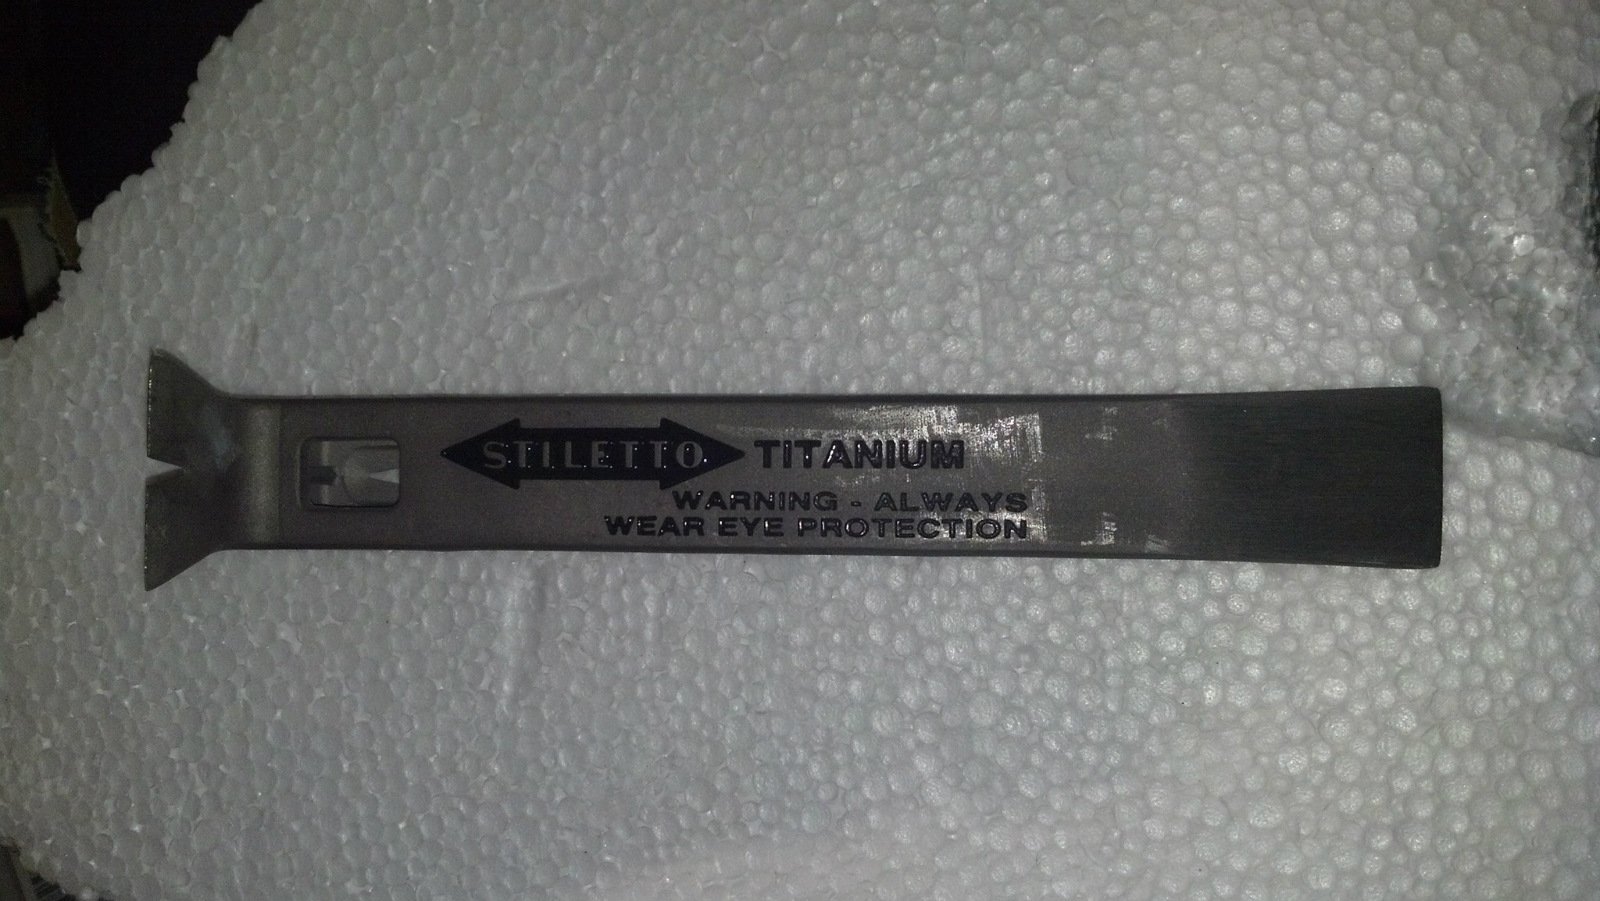 STILETTO TITANIUM
WARNING - ALWAYS
WEAR EYE PROTECTION